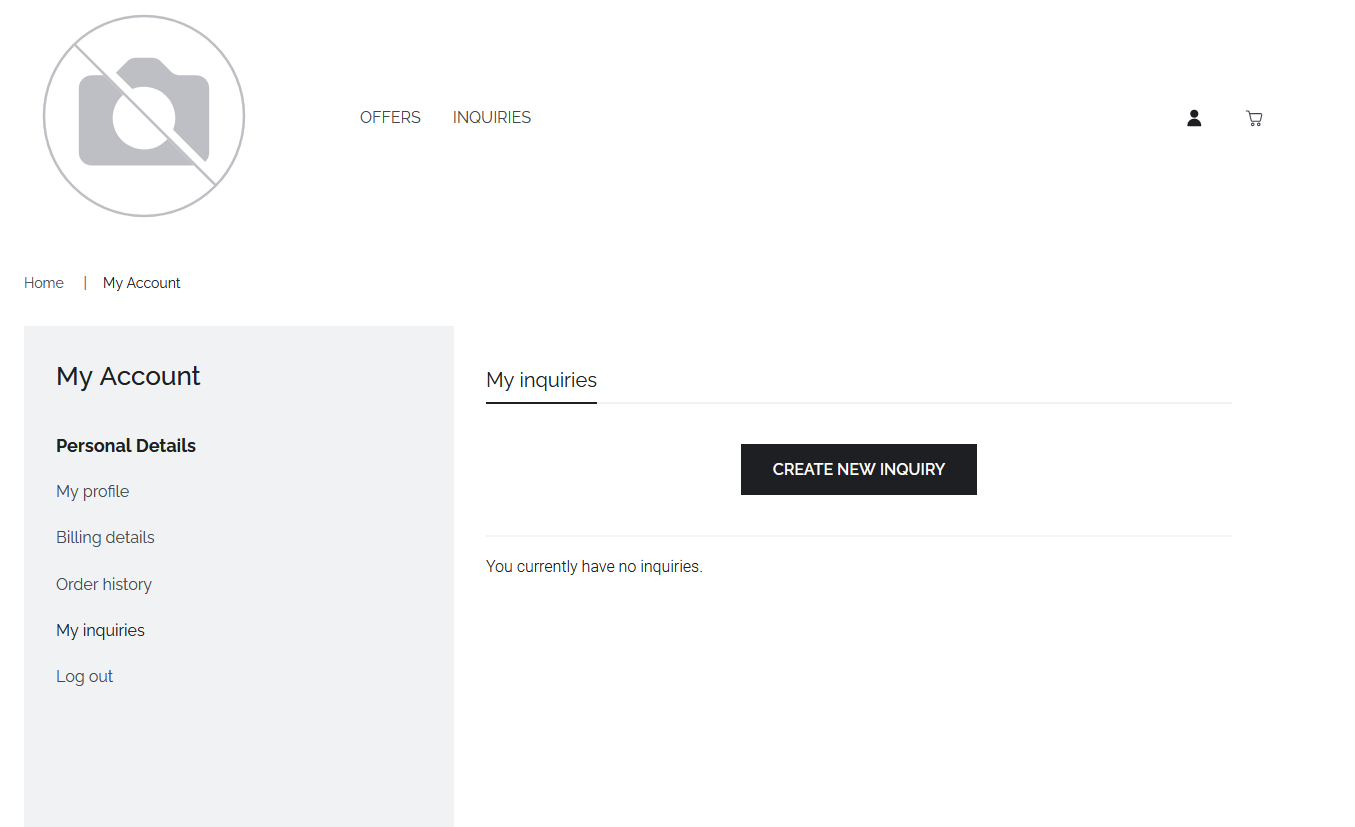 OFFERS INQUIRIES
Home | My Account
My Account
Personal Details
My profile
Billing details
Order history
My inquiries
Log out
My inquiries
CREATE NEW INQUIRY
You currently have no inquiries.